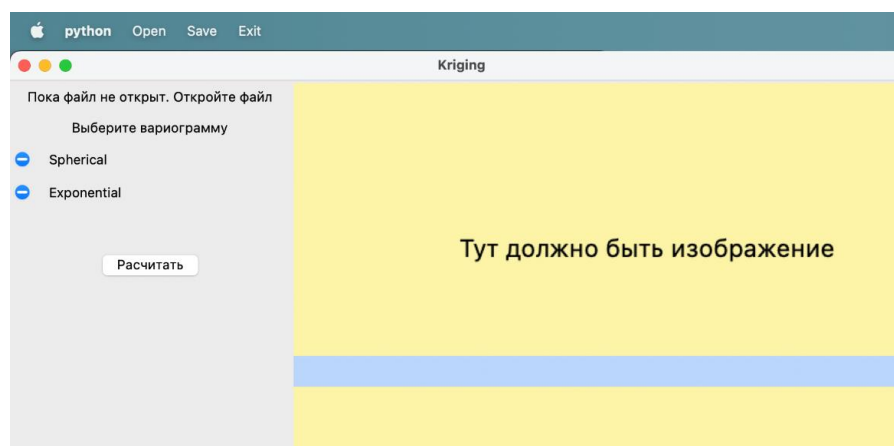 python Open Save Exit
Kriging
Пока файл не открыт. Откройте файл
Выберите вариограмму
Spherical
Exponential
Тут должно быть изображение
Расчитать